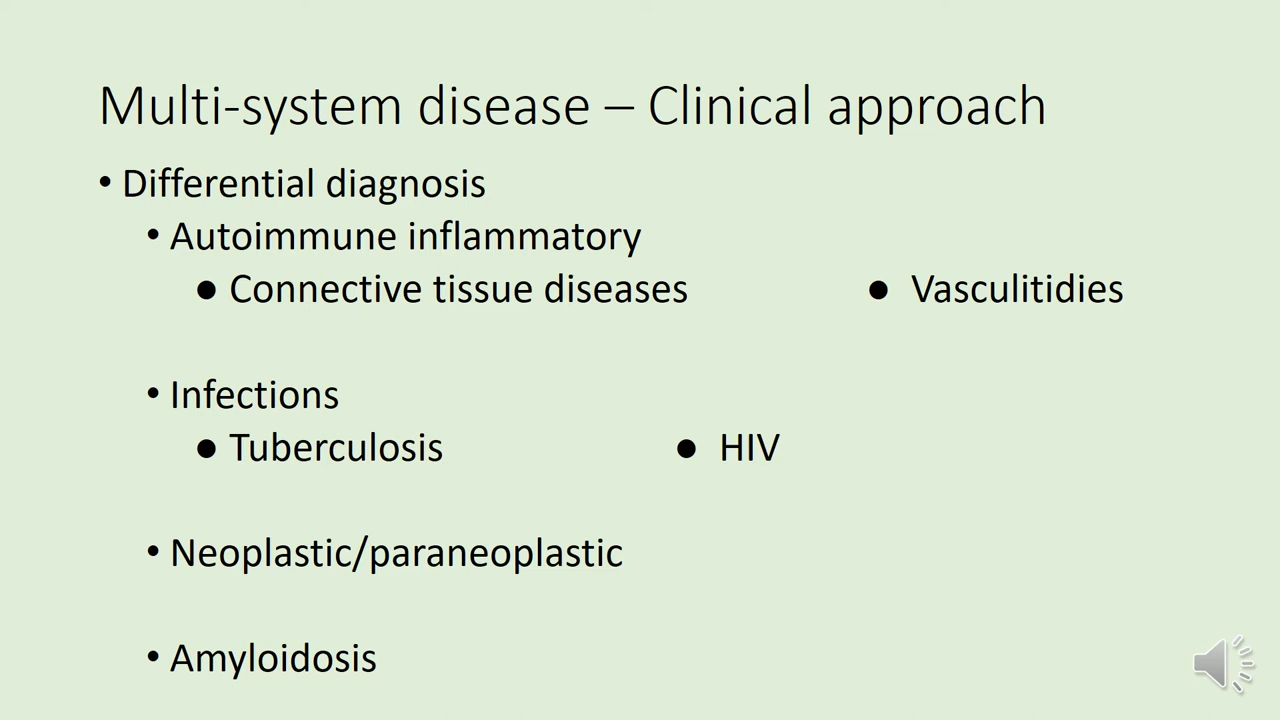 Multi-system disease – Clinical approach
• Differential diagnosis
• Autoimmune inflammatory
● Connective tissue diseases ● Vasculitidies
• Infections
● Tuberculosis ● HIV
• Neoplastic/paraneoplastic
• Amyloidosis